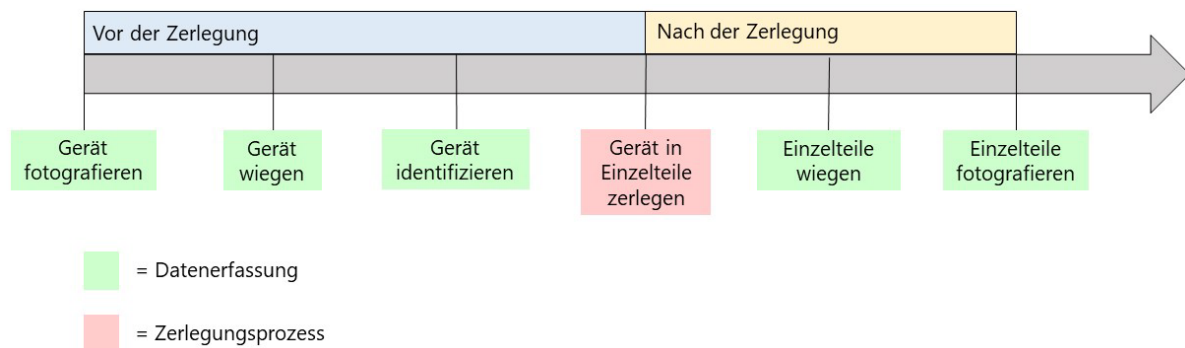 Vor der Zerlegung
Nach der Zerlegung
Gerät
fotografieren
Gerät
wiegen
Gerät
identifizieren
Gerät in
Einzelteile
zerlegen
Einzelteile
wiegen
Einzelteile
fotografieren
= Datenerfassung
= Zerlegungsprozess